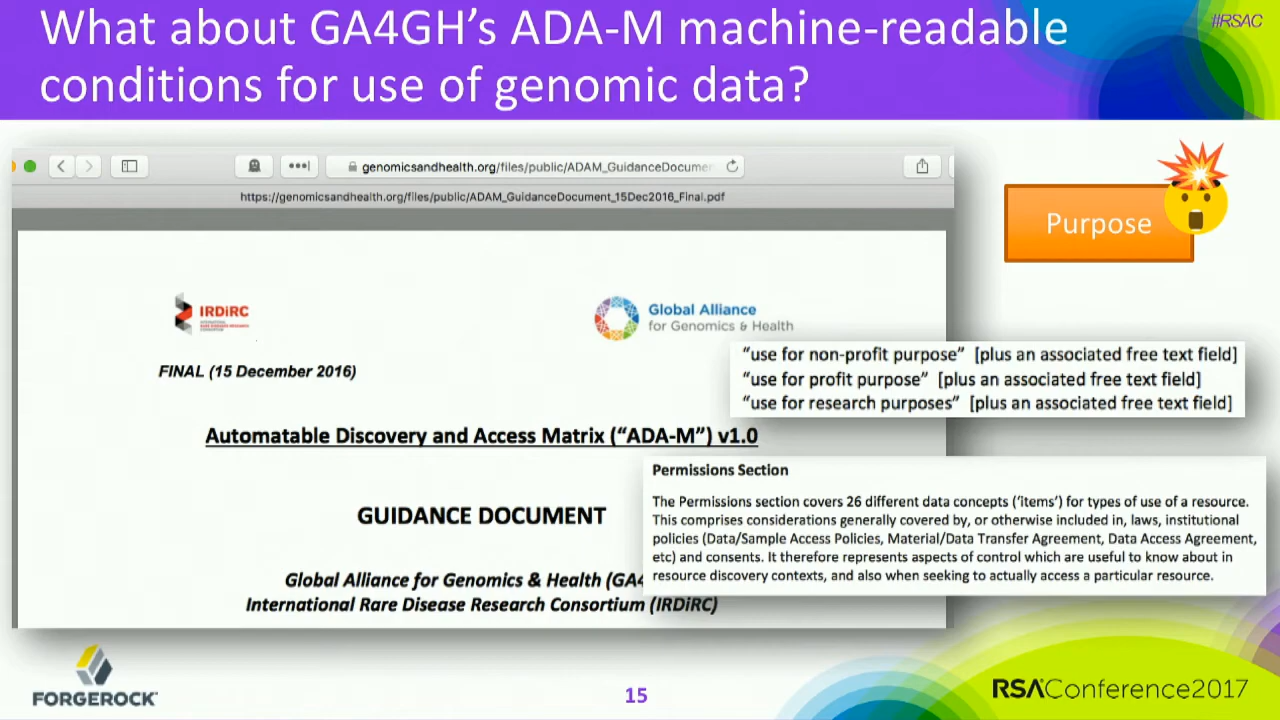 What about GA4GH's ADA-M machine-readable
conditions for use of genomic data?
#RSAC
genomicsandhealth.org/files/public/ADAM_GuidanceDocumen
https://genomicsandhealth.org/files/public/ADAM_GuidanceDocument_15Dec2016_Final.pdf
Purpose
IRDiRC
INTERNATIONAL
RARE DISEASES RESEARCH
CONSORTIUM
Global Alliance
for Genomics & Health
FINAL (15 December 2016)
"use for non-profit purpose" [plus an associated free text field]
"use for profit purpose" [plus an associated free text field]
"use for research purposes" [plus an associated free text field]
Automatable Discovery and Access Matrix ("ADA-M") v1.0
GUIDANCE DOCUMENT
Global Alliance for Genomics & Health (GA4
International Rare Disease Research Consortium (IRDiRC)
Permissions Section
The Permissions section covers 26 different data concepts ('items') for types of use of a resource.
This comprises considerations generally covered by, or otherwise included in, laws, institutional
policies (Data/Sample Access Policies, Material/Data Transfer Agreement, Data Access Agreement,
etc) and consents. It therefore represents aspects of control which are useful to know about in
resource discovery contexts, and also when seeking to actually access a particular resource.
FORGEROCK
15
RSAConference2017